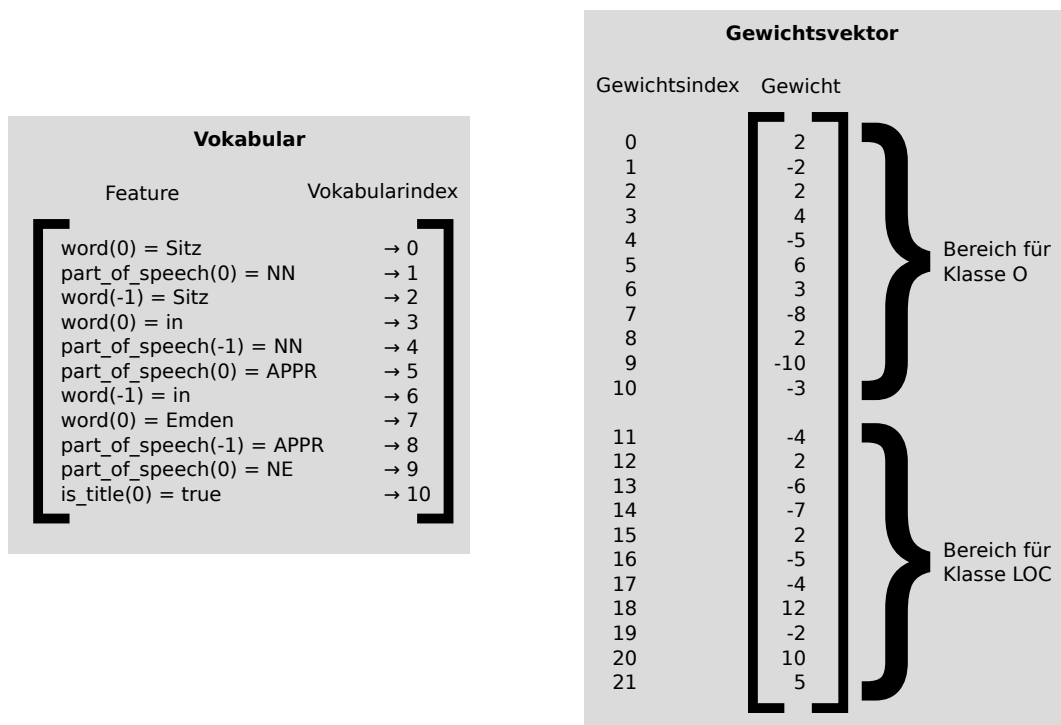 Vokabular
Feature Vokabularindex
word(0) = Sitz → 0
part_of_speech(0) = NN → 1
word(-1) = Sitz → 2
word(0) = in → 3
part_of_speech(-1) = NN → 4
part_of_speech(0) = APPR → 5
word(-1) = in → 6
word(0) = Emden → 7
part_of_speech(-1) = APPR → 8
part_of_speech(0) = NE → 9
is_title(0) = true → 10
Gewichtsvektor
Gewichtsindex Gewicht
0 2
1 -2
2 2
3 4
4 -5
5 6
6 3
7 -8
8 2
9 -10
10 -3
Bereich für
Klasse O
11 -4
12 2
13 -6
14 -7
15 2
16 -5
17 -4
18 12
19 -2
20 10
21 5
Bereich für
Klasse LOC